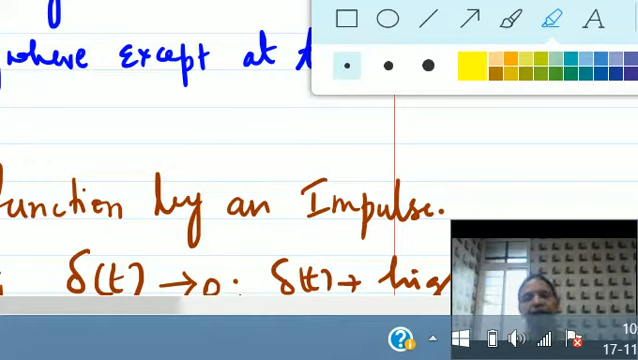 where except at t
function by an Impulse.
δ(t) → 0 . δ(t) → hig
A
?
10
17-11